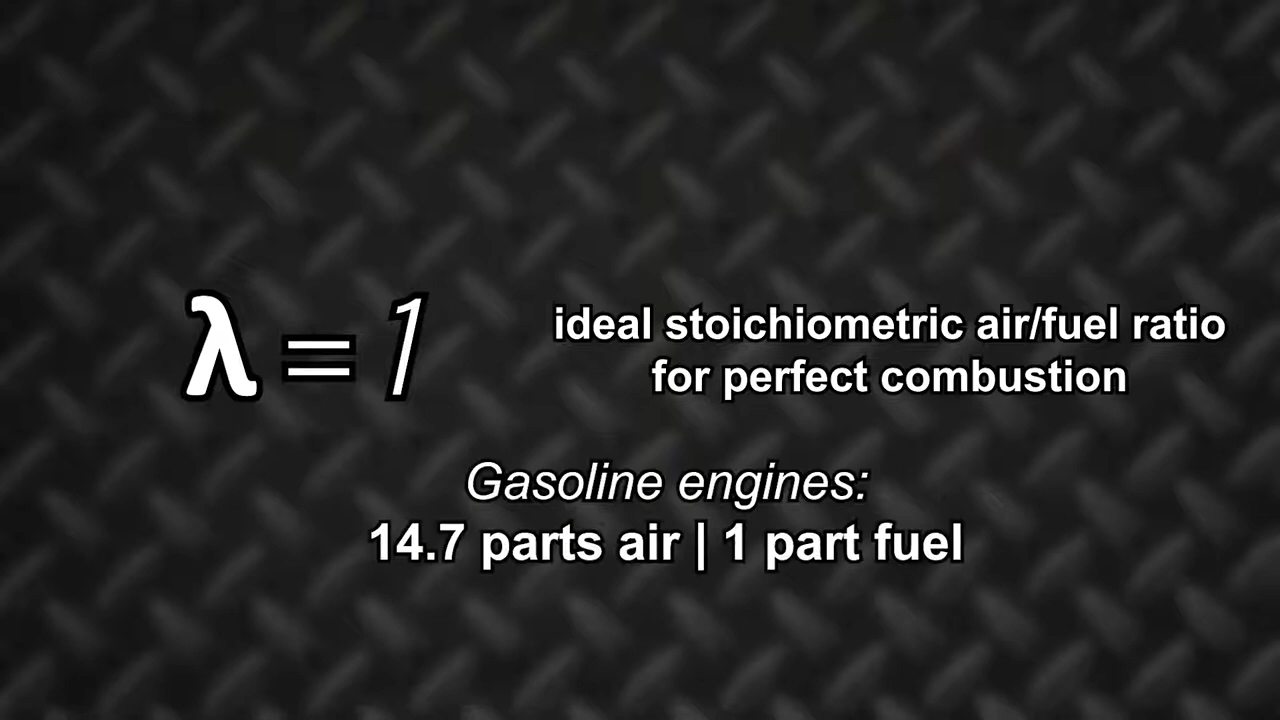 λ = 1
ideal stoichiometric air/fuel ratio
for perfect combustion
Gasoline engines:
14.7 parts air | 1 part fuel